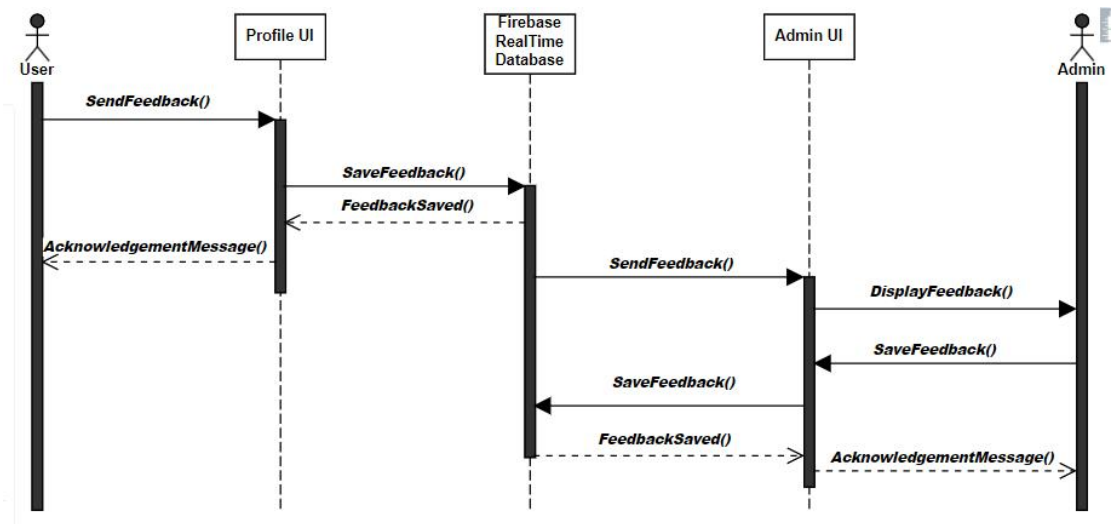 Profile UI
Firebase
RealTime
Database
Admin UI
User
Admin
SendFeedback()
SaveFeedback()
FeedbackSaved()
AcknowledgementMessage()
SendFeedback()
DisplayFeedback()
SaveFeedback()
SaveFeedback()
FeedbackSaved()
AcknowledgementMessage()